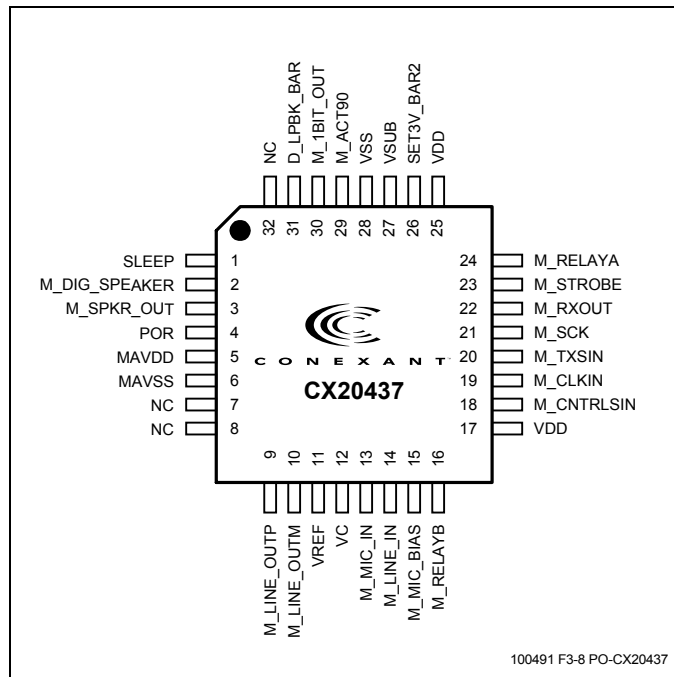 NC
D_LPBK_BAR
M_1BIT_OUT
M_ACT90
VSS
VSUB
SET3V_BAR2
VDD
32
31
30
29
28
27
26
25
SLEEP 1
M_DIG_SPEAKER 2
M_SPKR_OUT 3
POR 4
MAVDD 5
MAVSS 6
NC 7
NC 8
CONEXANT
CX20437
24 M_RELAYA
23 M_STROBE
22 M_RXOUT
21 M_SCK
20 M_TXSIN
19 M_CLKIN
18 M_CNTRLSIN
17 VDD
9
10
11
12
13
14
15
16
M_LINE_OUTP
M_LINE_OUTM
VREF
VC
M_MIC_IN
M_LINE_IN
M_MIC_BIAS
M_RELAYB
100491 F3-8 PO-CX20437